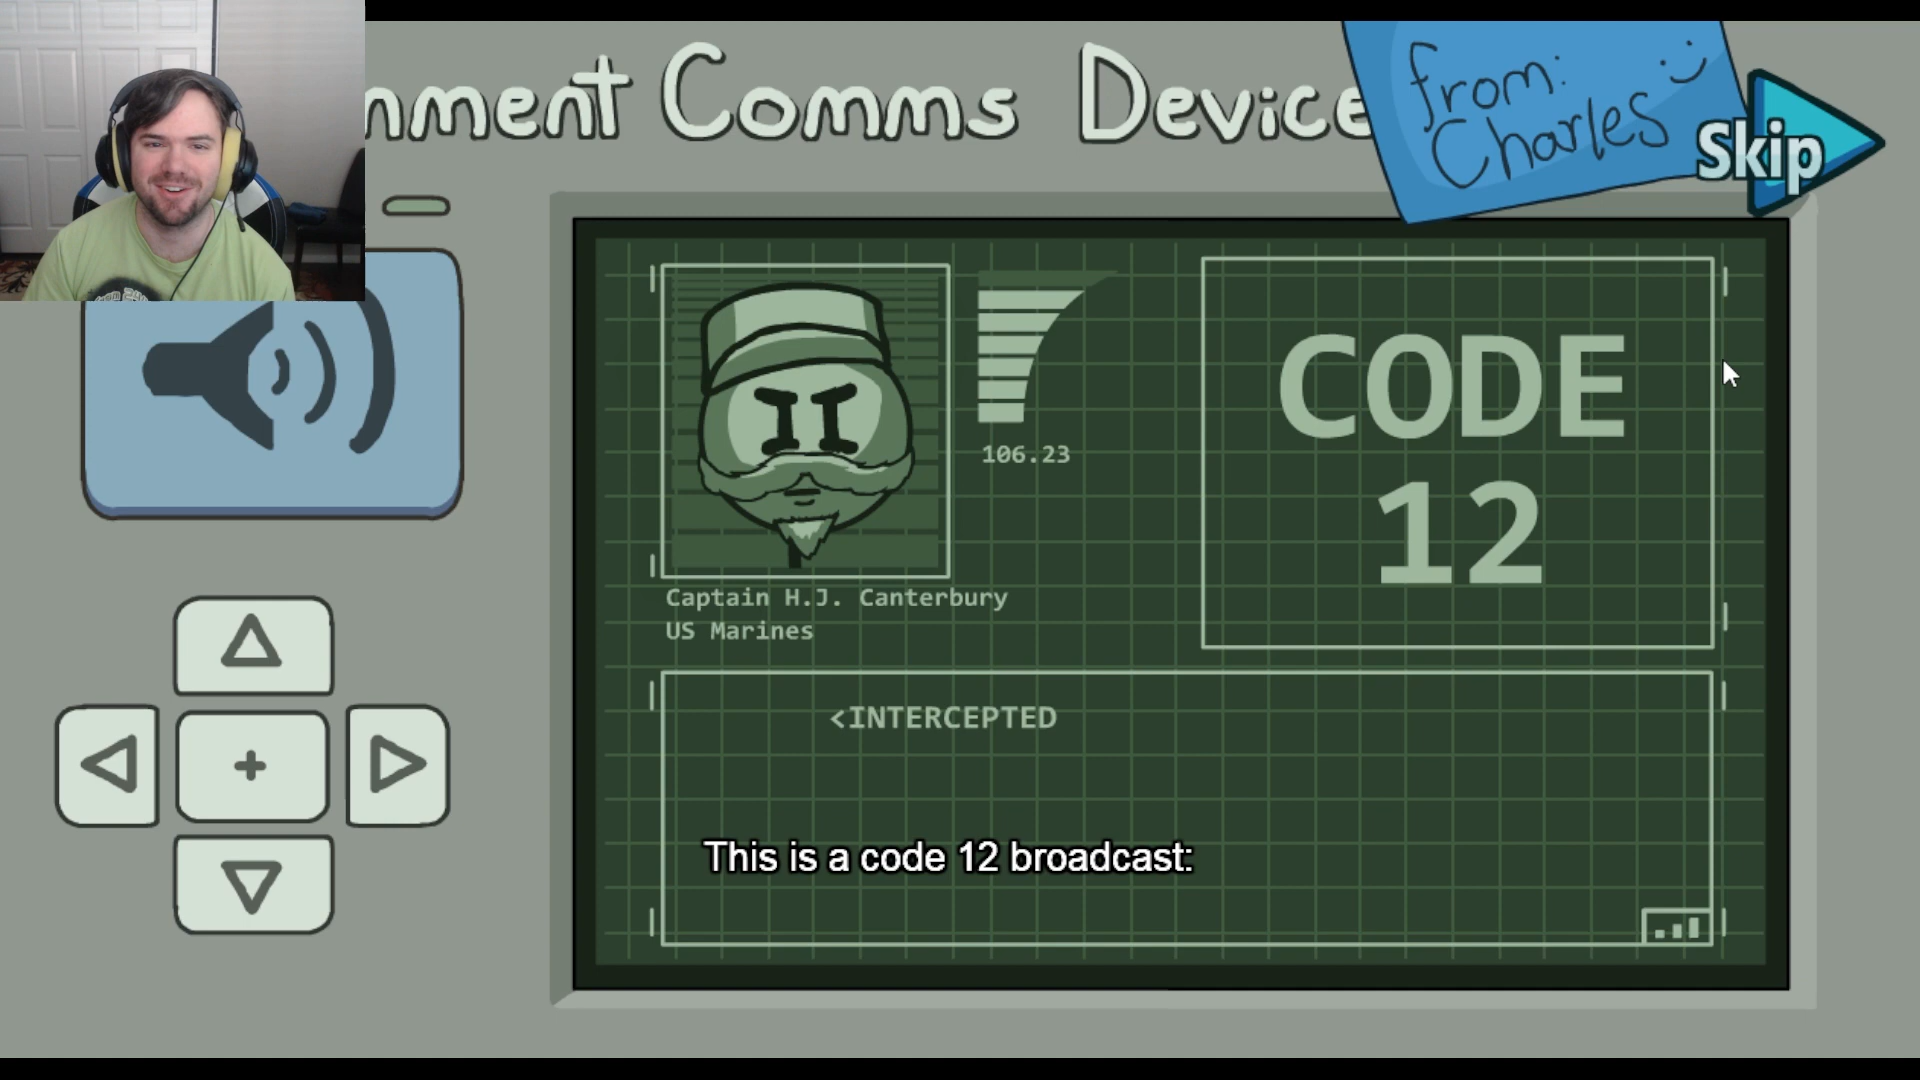 nment Comms Device
from:
Charles
Skip
CODE
12
106.23
Captain H.J. Canterbury
US Marines
<INTERCEPTED
This is a code 12 broadcast: